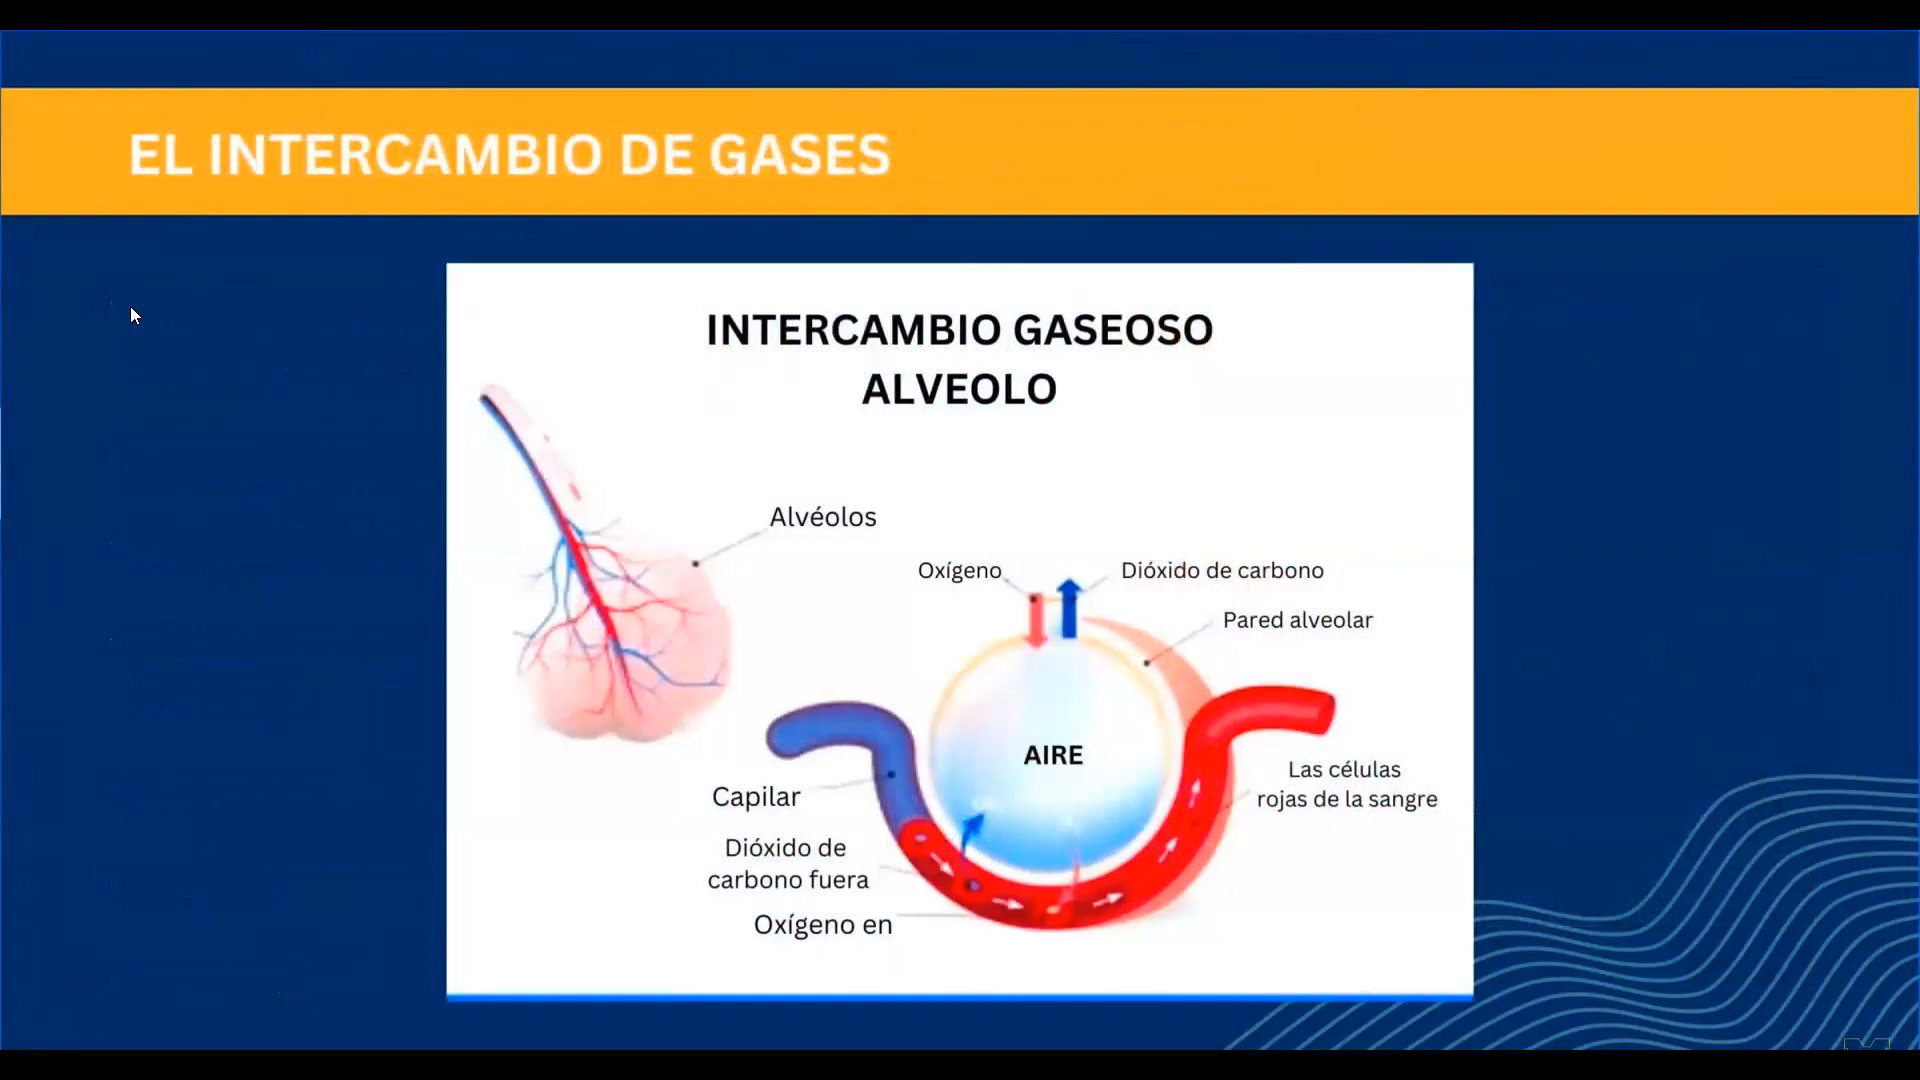 EL INTERCAMBIO DE GASES
INTERCAMBIO GASEOSO
ALVEOLO
Alvéolos
Oxígeno
Dióxido de carbono
Pared alveolar
AIRE
Capilar
Las células
rojas de la sangre
Dióxido de
carbono fuera
Oxígeno en